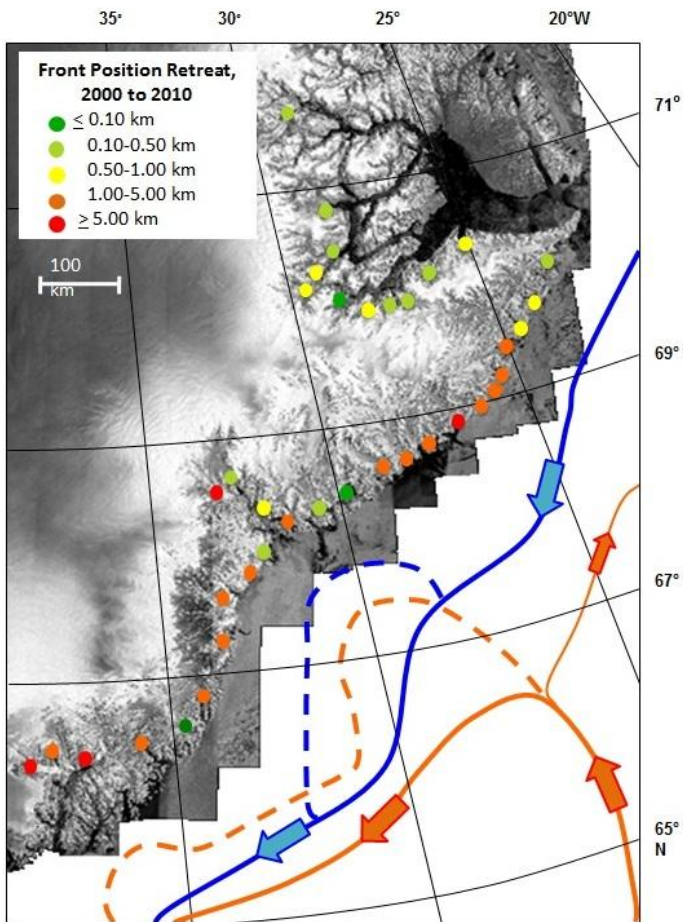 35° 30° 25° 20°W
Front Position Retreat,
2000 to 2010
≤ 0.10 km
0.10-0.50 km
0.50-1.00 km
1.00-5.00 km
≥ 5.00 km
100
km
71°
69°
67°
65°
N